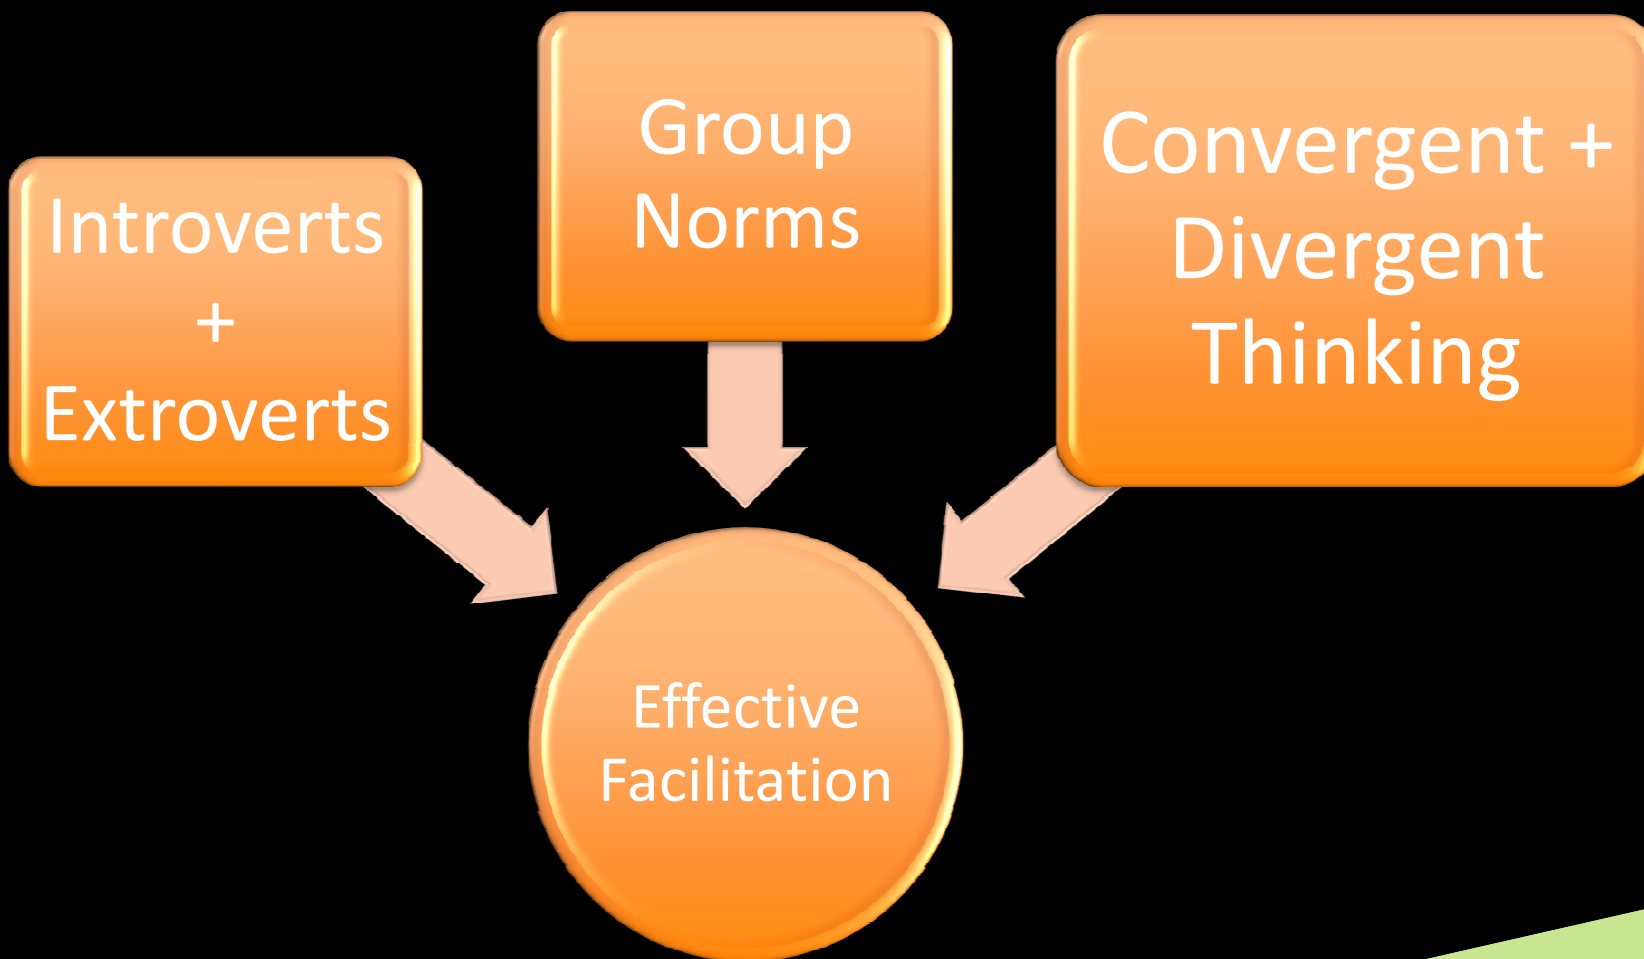 Introverts
+
Extroverts
Group
Norms
Convergent +
Divergent
Thinking
Effective
Facilitation